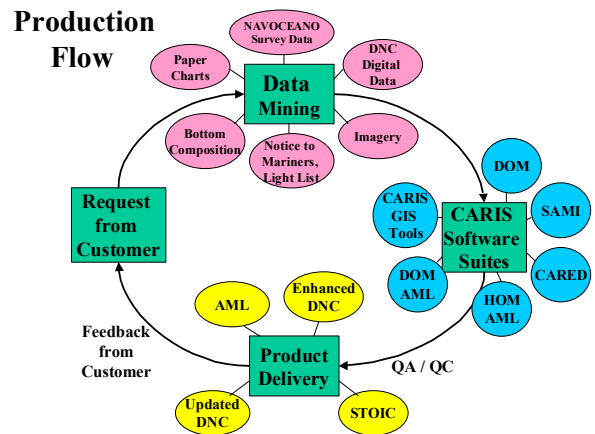 Production
Flow
NAVOCEANO
Survey Data
Paper
Charts
DNC
Digital
Data
Data
Mining
Bottom
Composition
Notice to
Mariners,
Light List
Imagery
DOM
CARIS
GIS
Tools
SAMI
CARIS
Software
Suites
DOM
AML
HOM
AML
CARED
Request
from
Customer
AML
Enhanced
DNC
Feedback
from
Customer
Product
Delivery
QA / QC
Updated
DNC
STOIC